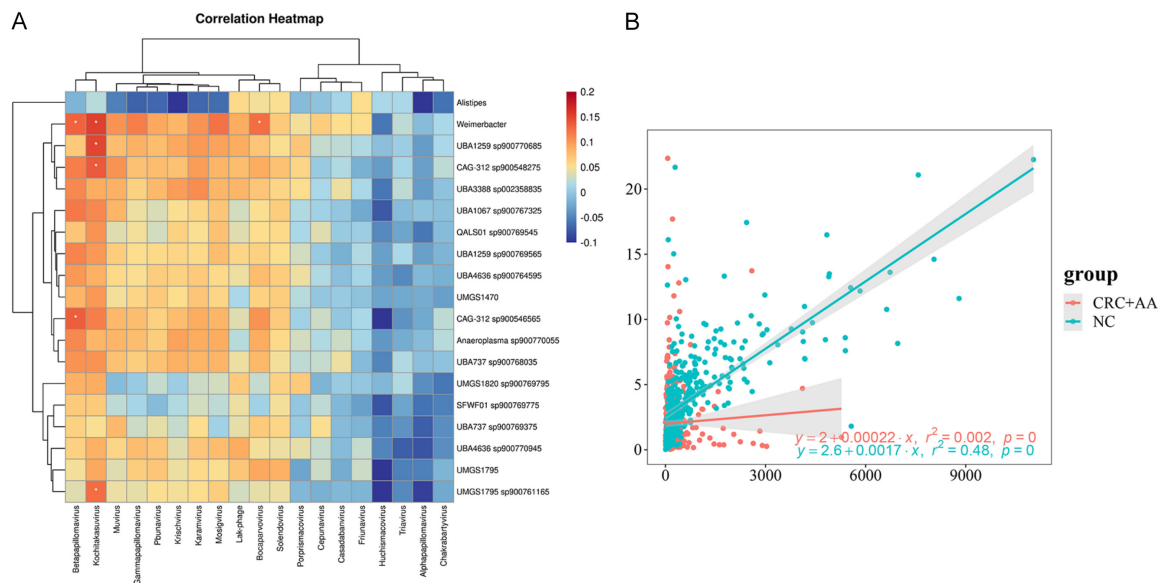 A
Correlation Heatmap
0.2
0.15
0.1
0.05
0
-0.05
-0.1
Alistipes
Weimerbacter
UBA1259 sp900770685
CAG-312 sp900548275
UBA3388 sp002358835
UBA1067 sp900767325
QALS01 sp900769545
UBA1259 sp900769565
UBA4636 sp900764595
UMGS1470
CAG-312 sp900546565
Anaeroplasma sp900770055
UBA737 sp900768035
UMGS1820 sp900769795
SFWF01 sp900769775
UBA737 sp900769375
UBA4636 sp900770945
UMGS1795
UMGS1795 sp900761165
Betapapillomavirus
Kochitakasuvirus
Muvirus
Gammapapillomavirus
Pbunavirus
Krischvirus
Karamvirus
Mosigvirus
Lak-phage
Bocaparvovirus
Solendovirus
Porprismacovirus
Cepunavirus
Casadabanvirus
Friunavirus
Huchismacovirus
Triavirus
Alphapapillomavirus
Chakrabartyvirus
B
20
15
10
5
0
0
3000
6000
9000
y = 2+0.00022 · x, r² = 0.002, p = 0
y = 2.6+0.0017 · x, r² = 0.48, p = 0
group
CRC+AA
NC